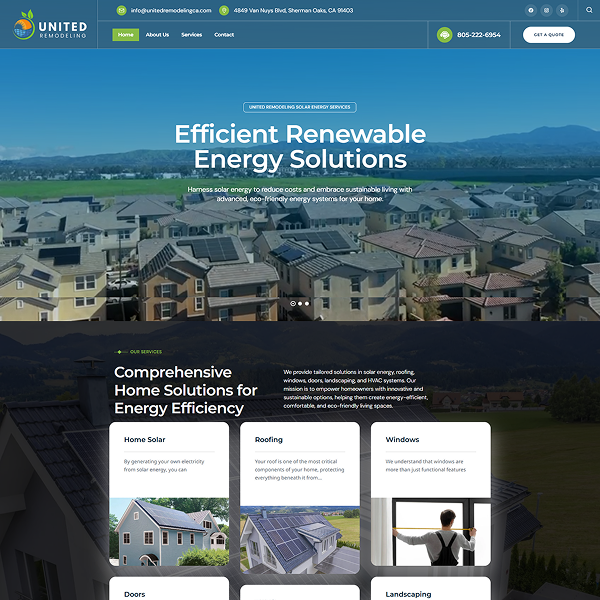 UNITED
REMODELING
info@unitedremodelingca.com
4849 Van Nuys Blvd, Sherman Oaks, CA 91403
Home
About Us
Services
Contact
805-222-6954
GET A QUOTE
UNITED REMODELING SOLAR ENERGY SERVICES
Efficient Renewable
Energy Solutions
Harness solar energy to reduce costs and embrace sustainable living with
advanced, eco-friendly energy systems for your home.
OUR SERVICES
Comprehensive
Home Solutions for
Energy Efficiency
We provide tailored solutions in solar energy, roofing,
windows, doors, landscaping, and HVAC systems. Our
mission is to empower homeowners with innovative and
sustainable options, helping them create energy-efficient,
comfortable, and eco-friendly living spaces.
Home Solar
By generating your own electricity
from solar energy, you can
Roofing
Your roof is one of the most critical
components of your home, protecting
everything beneath it from...
Windows
We understand that windows are
more than just functional features
Doors
Landscaping